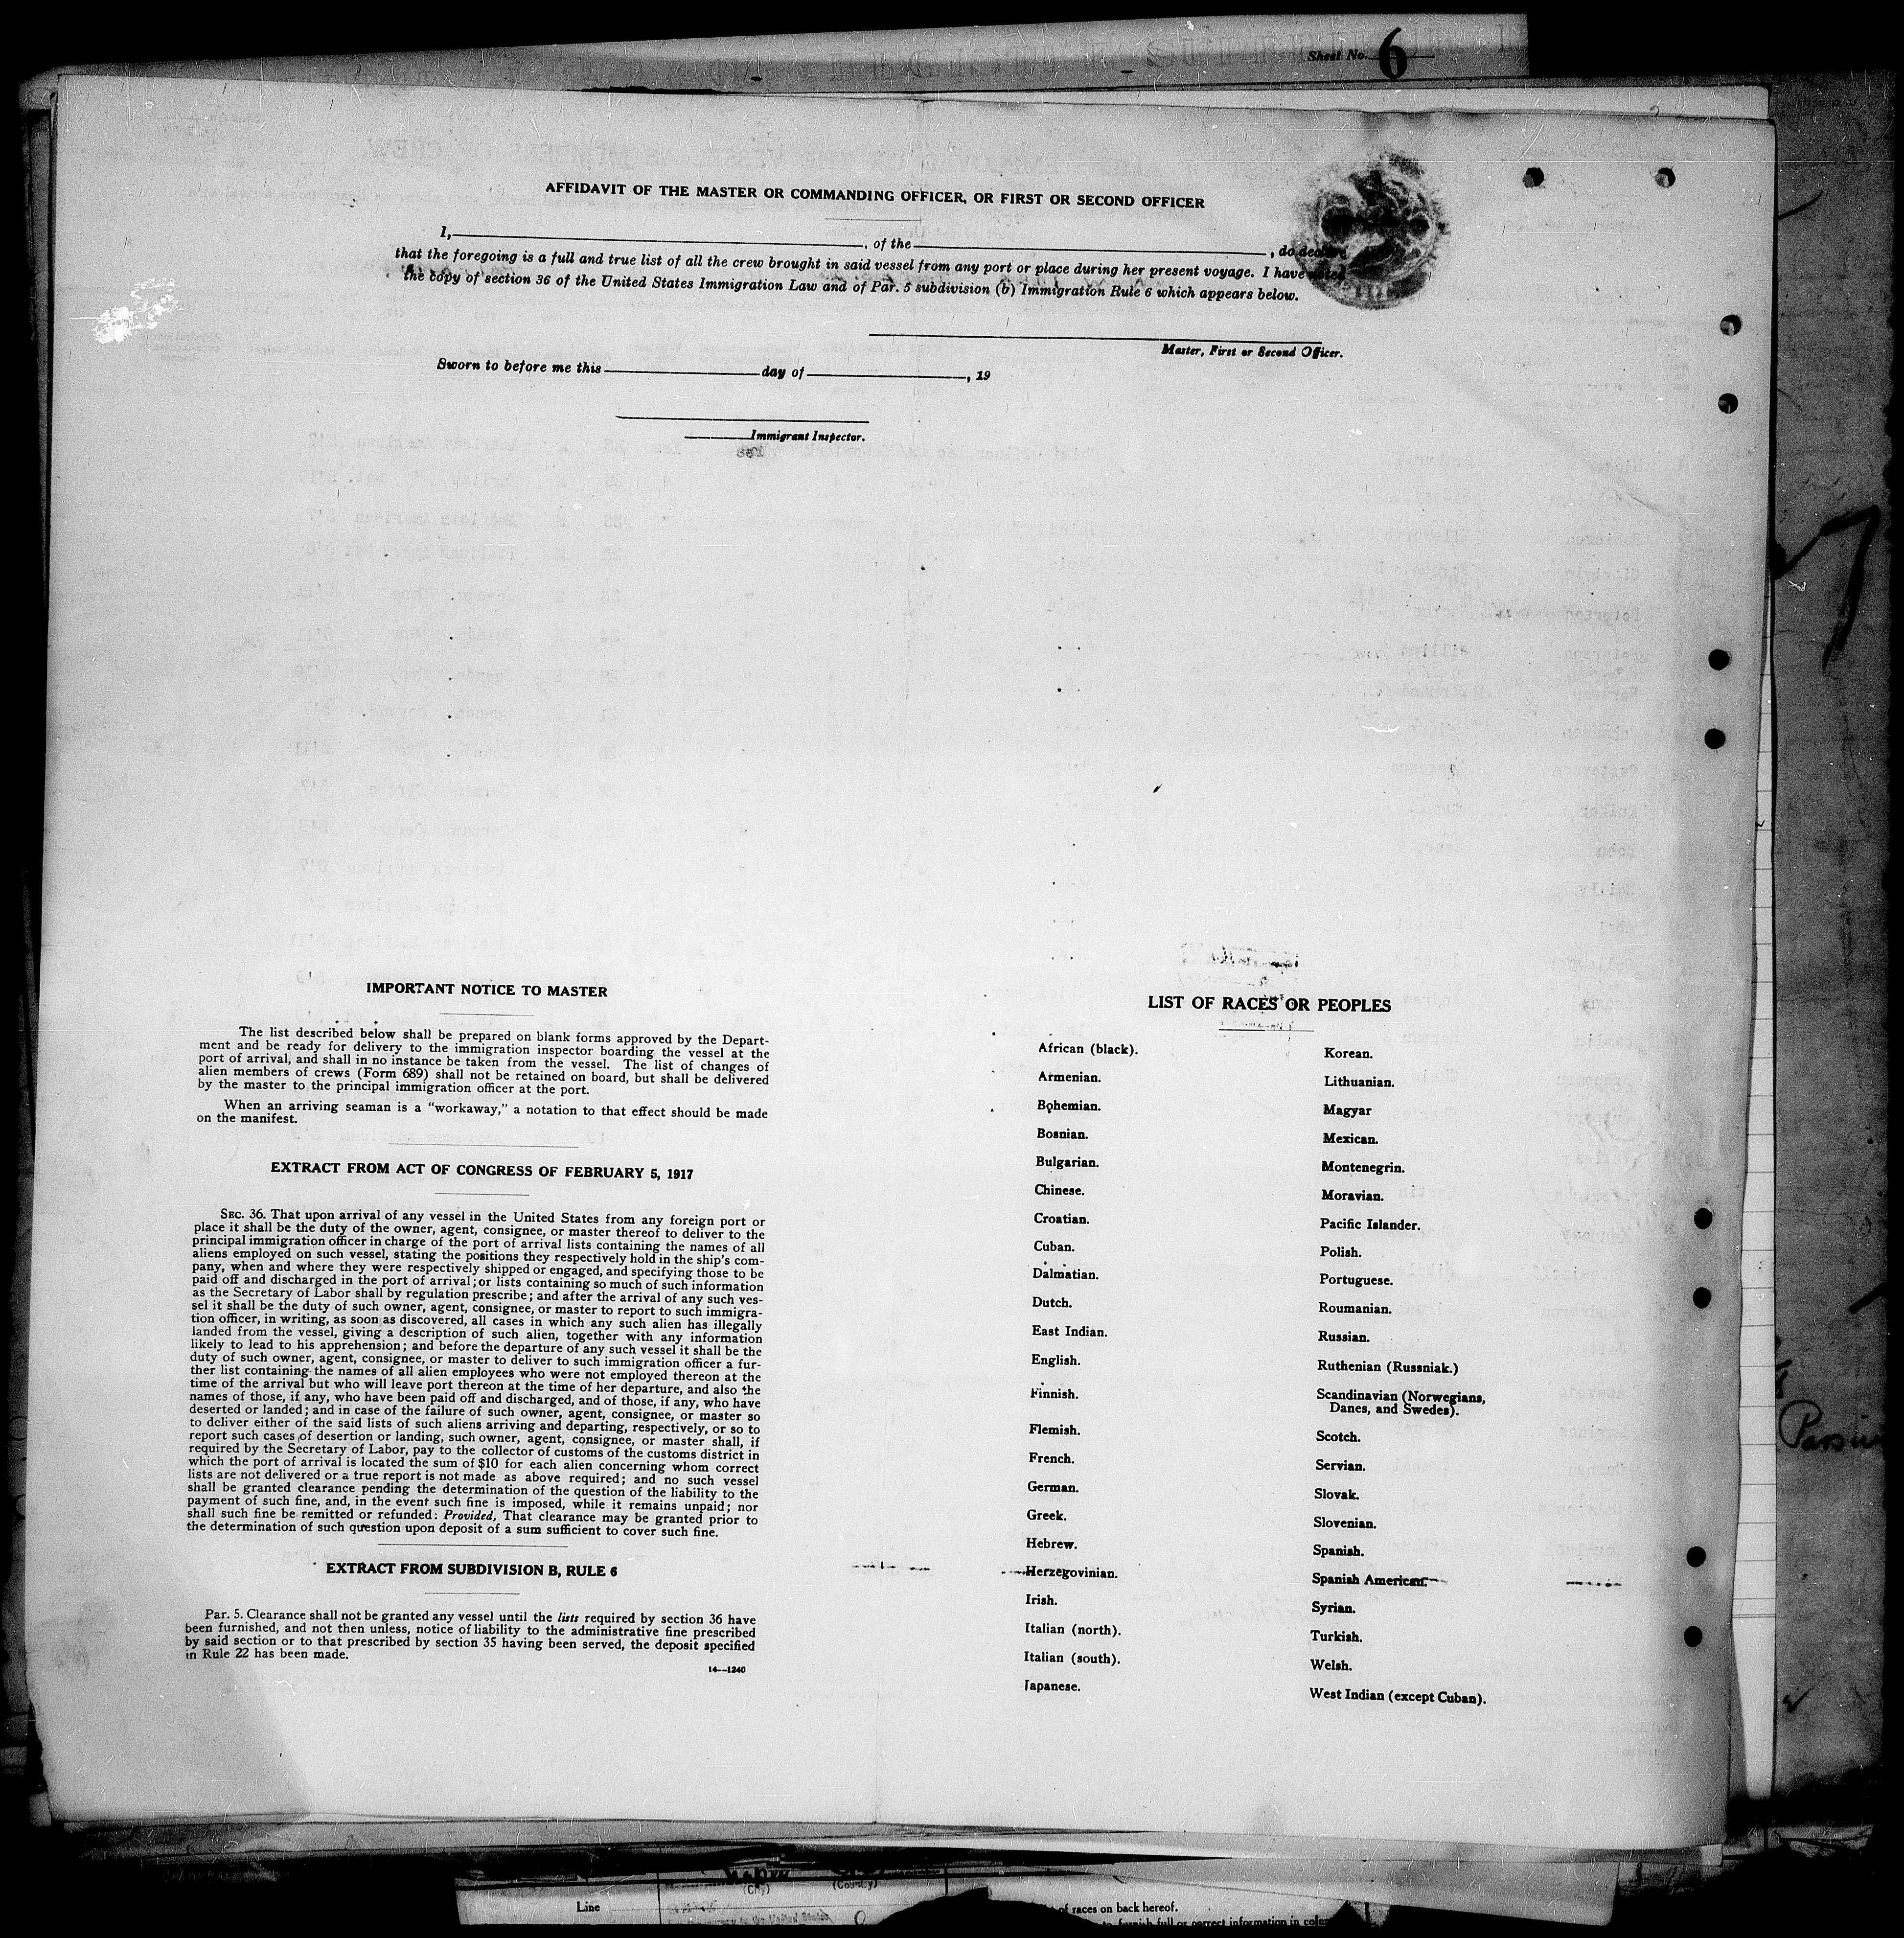 Sheet No. 6
AFFIDAVIT OF THE MASTER OR COMMANDING OFFICER, OR FIRST OR SECOND OFFICER
I, , of the , do declare
that the foregoing is a full and true list of all the crew brought in said vessel from any port or place during her present voyage. I have noted
the copy of section 36 of the United States Immigration Law and of Par. 5 subdivision (b) Immigration Rule 6 which appears below.
Master, First or Second Officer.
Sworn to before me this day of , 19
Immigrant Inspector.
IMPORTANT NOTICE TO MASTER
The list described below shall be prepared on blank forms approved by the Depart-
ment and be ready for delivery to the immigration inspector boarding the vessel at the
port of arrival, and shall in no instance be taken from the vessel. The list of changes of
alien members of crews (Form 689) shall not be retained on board, but shall be delivered
by the master to the principal immigration officer at the port.
When an arriving seaman is a "workaway," a notation to that effect should be made
on the manifest.
EXTRACT FROM ACT OF CONGRESS OF FEBRUARY 5, 1917
SEC. 36. That upon arrival of any vessel in the United States from any foreign port or
place it shall be the duty of the owner, agent, consignee, or master thereof to deliver to the
principal immigration officer in charge of the port of arrival lists containing the names of all
aliens employed on such vessel, stating the positions they respectively hold in the ship's com-
pany, when and where they were respectively shipped or engaged, and specifying those to be
paid off and discharged in the port of arrival; or lists containing so much of such information
as the Secretary of Labor shall by regulation prescribe; and after the arrival of any such ves-
sel it shall be the duty of such owner, agent, consignee, or master to report to such immigra-
tion officer, in writing, as soon as discovered, all cases in which any such alien has illegally
landed from the vessel, giving a description of such alien, together with any information
likely to lead to his apprehension; and before the departure of any such vessel it shall be the
duty of such owner, agent, consignee, or master to deliver to such immigration officer a fur-
ther list containing the names of all alien employees who were not employed thereon at the
time of the arrival but who will leave port thereon at the time of her departure, and also the
names of those, if any, who have been paid off and discharged, and of those, if any, who have
deserted or landed; and in case of the failure of such owner, agent, consignee, or master so
to deliver either of the said lists of such aliens arriving and departing, respectively, or so to
report such cases of desertion or landing, such owner, agent, consignee, or master shall, if
required by the Secretary of Labor, pay to the collector of customs of the customs district in
which the port of arrival is located the sum of $10 for each alien concerning whom correct
lists are not delivered or a true report is not made as above required; and no such vessel
shall be granted clearance pending the determination of the question of the liability to the
payment of such fine, and, in the event such fine is imposed, while it remains unpaid; nor
shall such fine be remitted or refunded: Provided, That clearance may be granted prior to
the determination of such question upon deposit of a sum sufficient to cover such fine.
EXTRACT FROM SUBDIVISION B, RULE 6
Par. 5. Clearance shall not be granted any vessel until the lists required by section 36 have
been furnished, and not then unless, notice of liability to the administrative fine prescribed
by said section or to that prescribed by section 35 having been served, the deposit specified
in Rule 22 has been made.
14—1240
LIST OF RACES OR PEOPLES
African (black).
Armenian.
Bohemian.
Bosnian.
Bulgarian.
Chinese.
Croatian.
Cuban.
Dalmatian.
Dutch.
East Indian.
English.
Finnish.
Flemish.
French.
German.
Greek.
Hebrew.
Herzegovinian.
Irish.
Italian (north).
Italian (south).
Japanese.
Korean.
Lithuanian.
Magyar
Mexican.
Montenegrin.
Moravian.
Pacific Islander.
Polish.
Portuguese.
Roumanian.
Russian.
Ruthenian (Russniak.)
Scandinavian (Norwegians,
Danes, and Swedes).
Scotch.
Servian.
Slovak.
Slovenian.
Spanish.
Spanish American.
Syrian.
Turkish.
Welsh.
West Indian (except Cuban).
(City) (Country)
Line
of races on back hereof.
to furnish full or correct information in